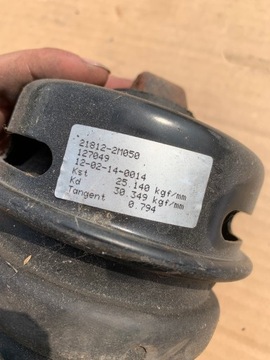 21812-2M050
127049
12-02-14-0014
Kst 25.140 kgf/mm
Kd 30.349 kgf/mm
Tangent 0.794